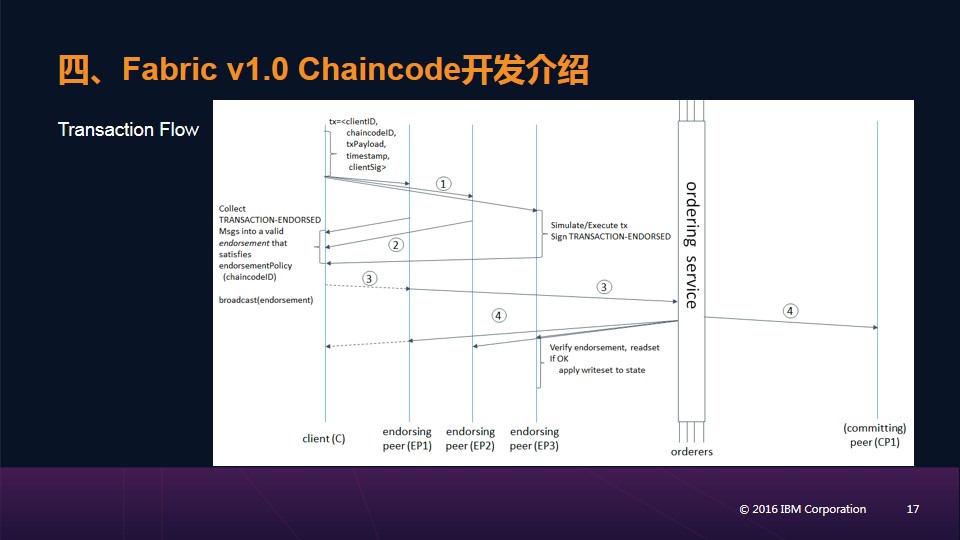 四、Fabric v1.0 Chaincode开发介绍
Transaction Flow
tx=<clientID,
chaincodeID,
txPayload,
timestamp,
clientSig>
1
Collect
TRANSACTION-ENDORSED
Msgs into a valid
endorsement that
satisfies
endorsementPolicy
(chaincodeID)
broadcast(endorsement)
2
Simulate/Execute tx
Sign TRANSACTION-ENDORSED
3
3
4
4
Verify endorsement, readset
If OK
apply writeset to state
ordering service
client (C)
endorsing
peer (EP1)
endorsing
peer (EP2)
endorsing
peer (EP3)
orderers
(committing)
peer (CP1)
© 2016 IBM Corporation
17